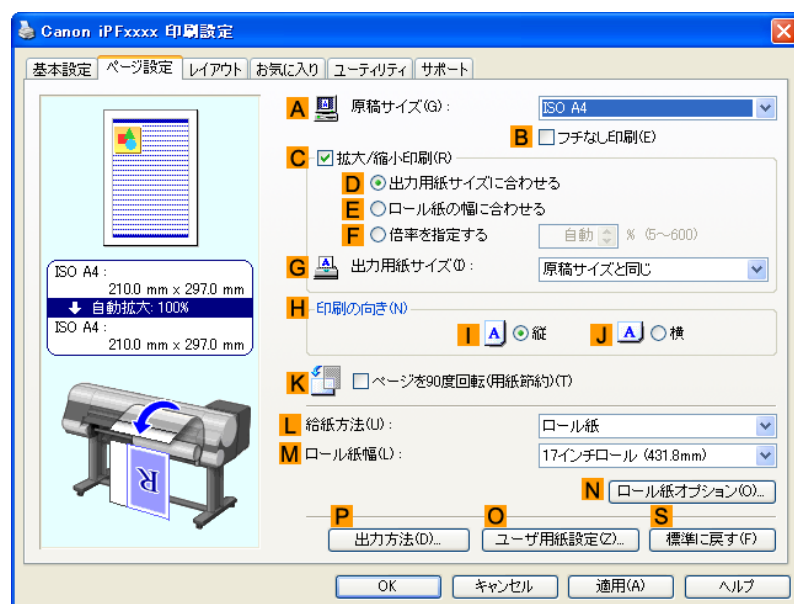 Canon iPFxxxx 印刷設定
基本設定 ページ設定 レイアウト お気に入り ユーティリティ サポート
A 原稿サイズ(G): ISO A4
B フチなし印刷(E)
C 拡大/縮小印刷(R)
D 出力用紙サイズに合わせる
E ロール紙の幅に合わせる
F 倍率を指定する 自動 % (5～600)
G 出力用紙サイズ(I): 原稿サイズと同じ
ISO A4 :
210.0 mm x 297.0 mm
自動拡大: 100%
ISO A4 :
210.0 mm x 297.0 mm
H 印刷の向き(N)
I A 縦 J A 横
K ページを90度回転(用紙節約)(T)
L 給紙方法(U): ロール紙
M ロール紙幅(L): 17インチロール (431.8mm)
R
N ロール紙オプション(O)...
P O S
出力方法(D)... ユーザ用紙設定(Z)... 標準に戻す(F)
OK キャンセル 適用(A) ヘルプ